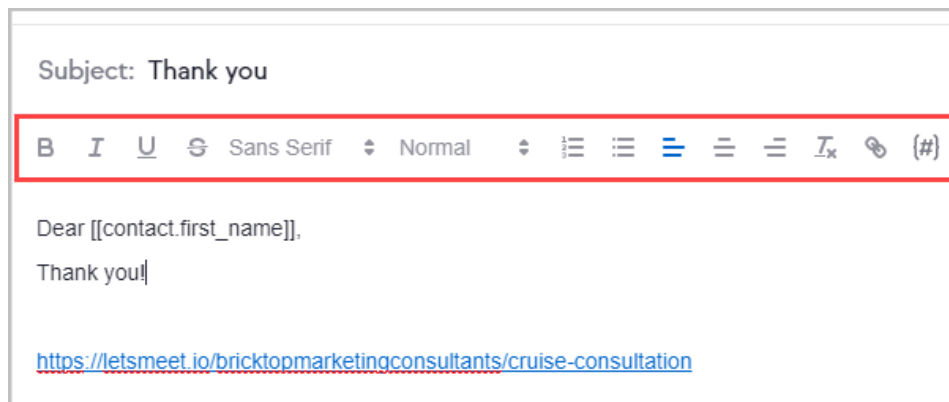 Subject: Thank you
B I U S Sans Serif Normal {#}
Dear [[contact.first_name]],
Thank you!
https://letsmeet.io/bricktopmarketingconsultants/cruise-consultation